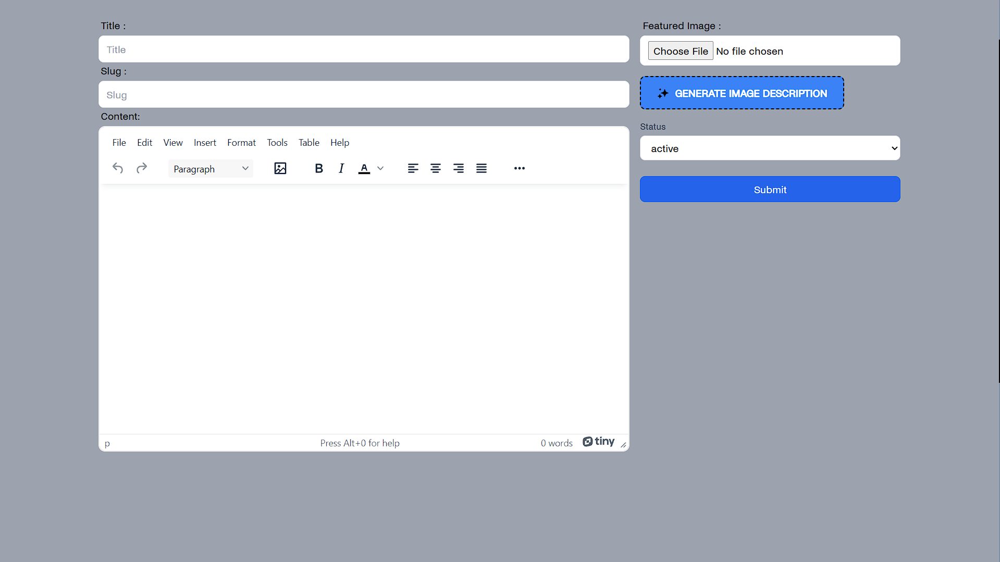 Title :
Title
Slug :
Slug
Content:
File Edit View Insert Format Tools Table Help
Paragraph B I A
p Press Alt+0 for help 0 words tiny
Featured Image :
Choose File No file chosen
GENERATE IMAGE DESCRIPTION
Status
active
Submit